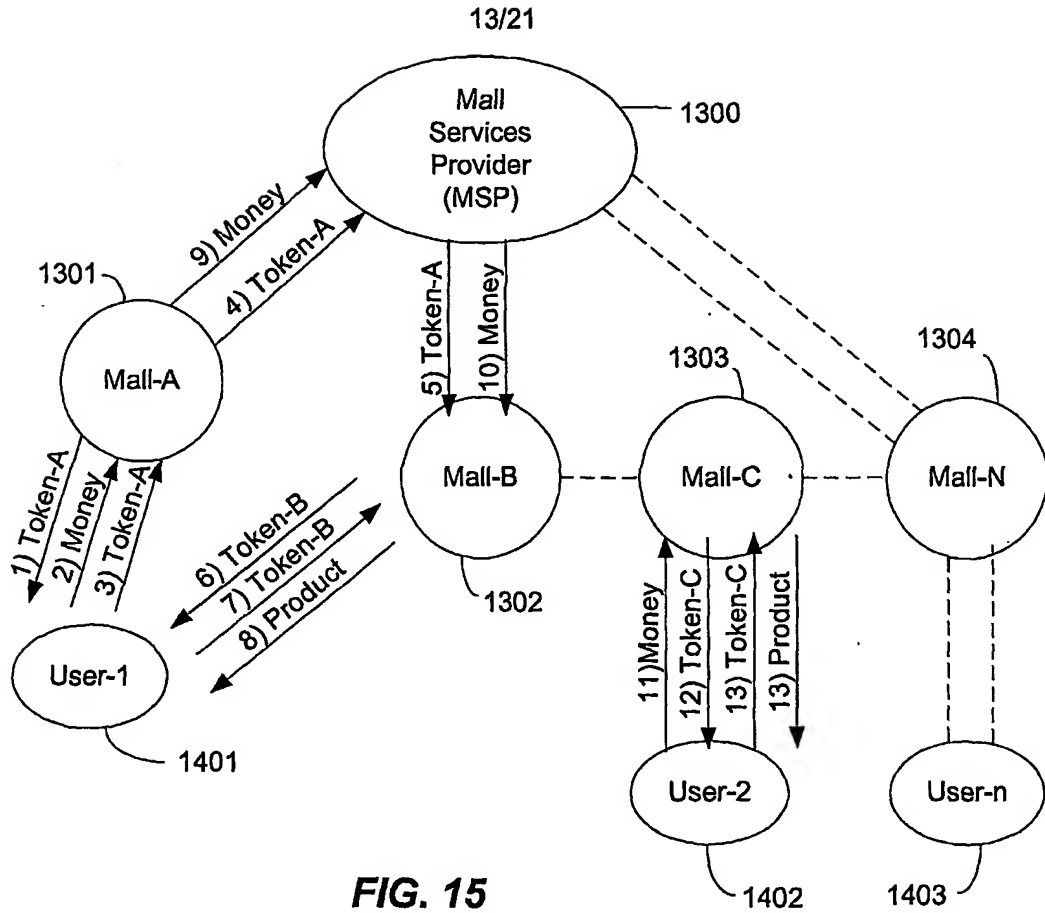 13/21
Mall
Services
Provider
(MSP)
1300
9) Money
4) Token-A
1301
Mall-A
5) Token-A
10) Money
1303
1304
Mall-B
Mall-C
Mall-N
1) Token-A
2) Money
3) Token-A
6) Token-B
7) Token-B
8) Product
1302
11)Money
12) Token-C
13) Token-C
13) Product
User-1
1401
User-2
User-n
1402
1403
FIG. 15